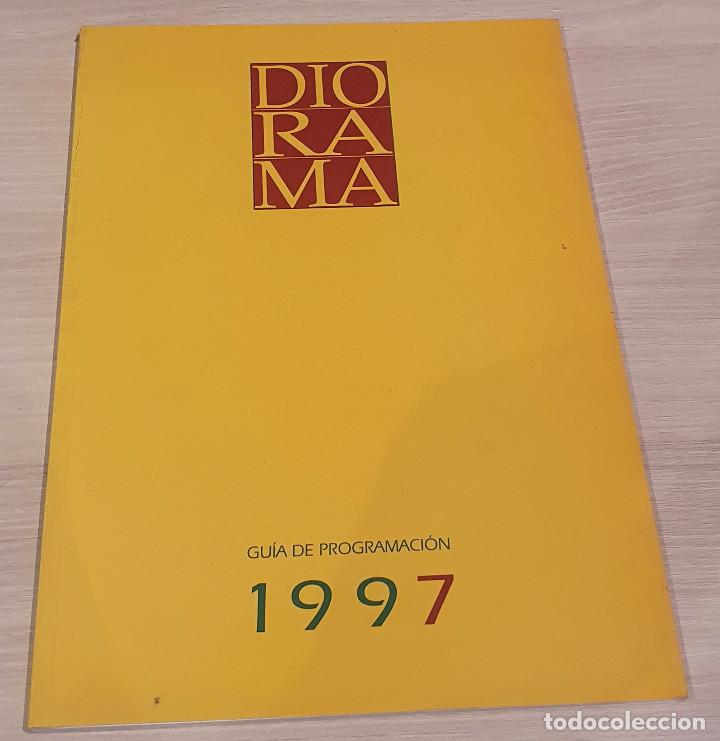 DIO
RA
MA
GUÍA DE PROGRAMACIÓN
1997
todocoleccion